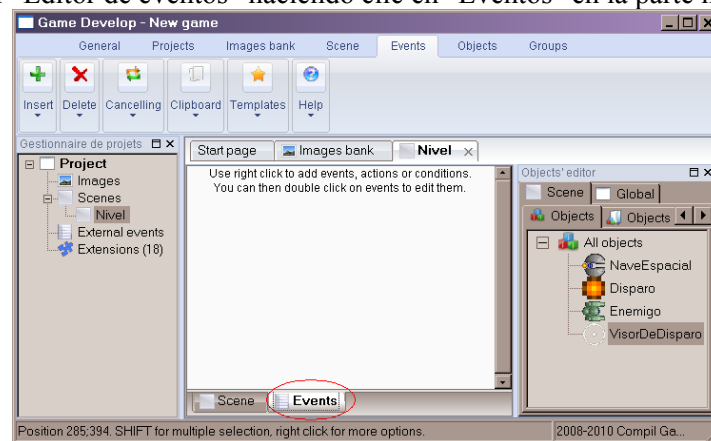 "Editor de eventos" haciendo clic en "Eventos" en la parte
Game Develop - New game
General Projects Images bank Scene Events Objects Groups
Insert Delete Cancelling Clipboard Templates Help
Gestionnaire de projets
Start page Images bank Nivel
Project
Images
Scenes
Nivel
External events
Extensions (18)
Use right click to add events, actions or conditions.
You can then double click on events to edit them.
Scene Events
Objects' editor
Scene Global
Objects Objects
All objects
NaveEspacial
Disparo
Enemigo
VisorDeDisparo
Position 285;394. SHIFT for multiple selection, right click for more options.
2008-2010 Compil Ga...